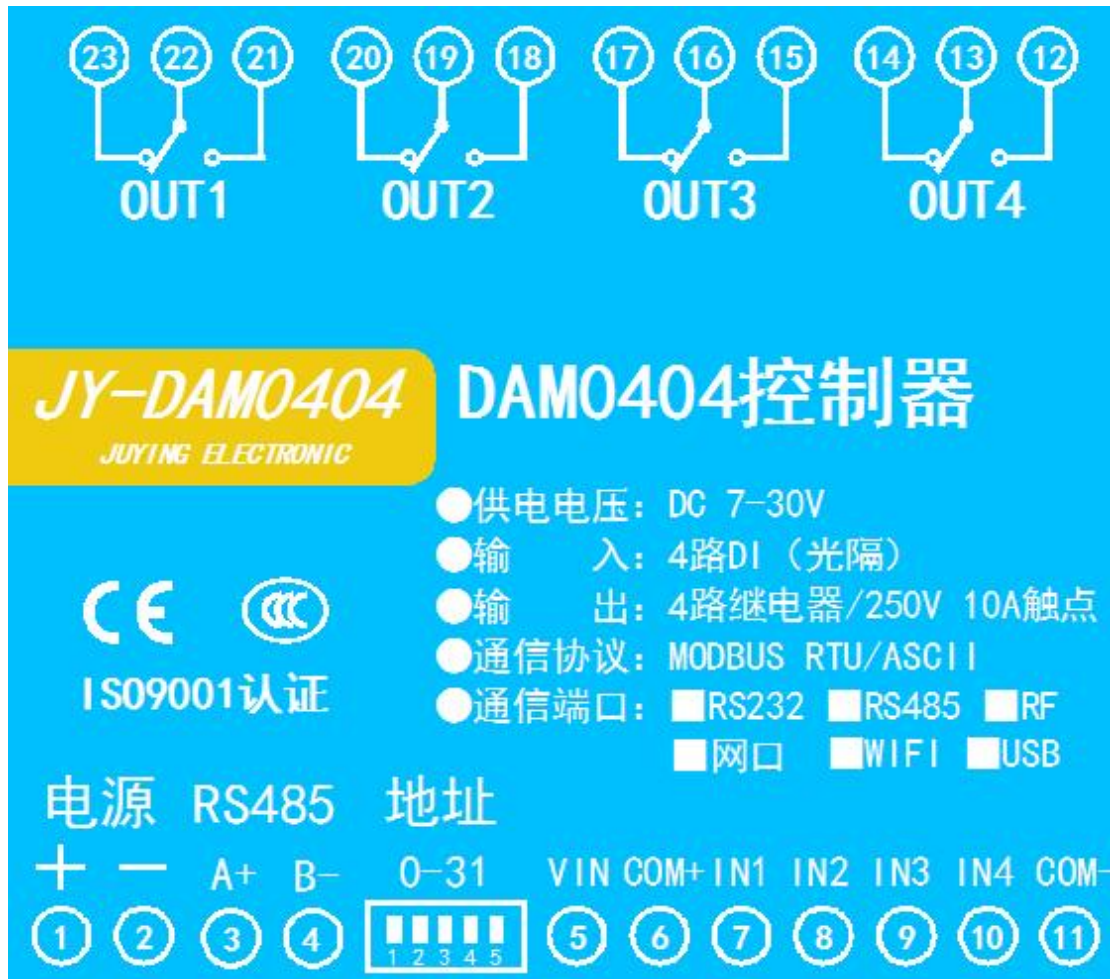 23 22 21 20 19 18 17 16 15 14 13 12
OUT1 OUT2 OUT3 OUT4
JY-DAM0404
JUYING ELECTRONIC
DAM0404控制器
●供电电压：DC 7-30V
●输 入：4路DI（光隔）
●输 出：4路继电器/250V 10A触点
●通信协议：MODBUS RTU/ASCII
●通信端口：■RS232 ■RS485 ■RF
■网口 ■WIFI ■USB
CE CCC
ISO9001认证
电源 RS485 地址
+ — A+ B- 0-31 VIN COM+ IN1 IN2 IN3 IN4 COM-
1 2 3 4 1 2 3 4 5 5 6 7 8 9 10 11